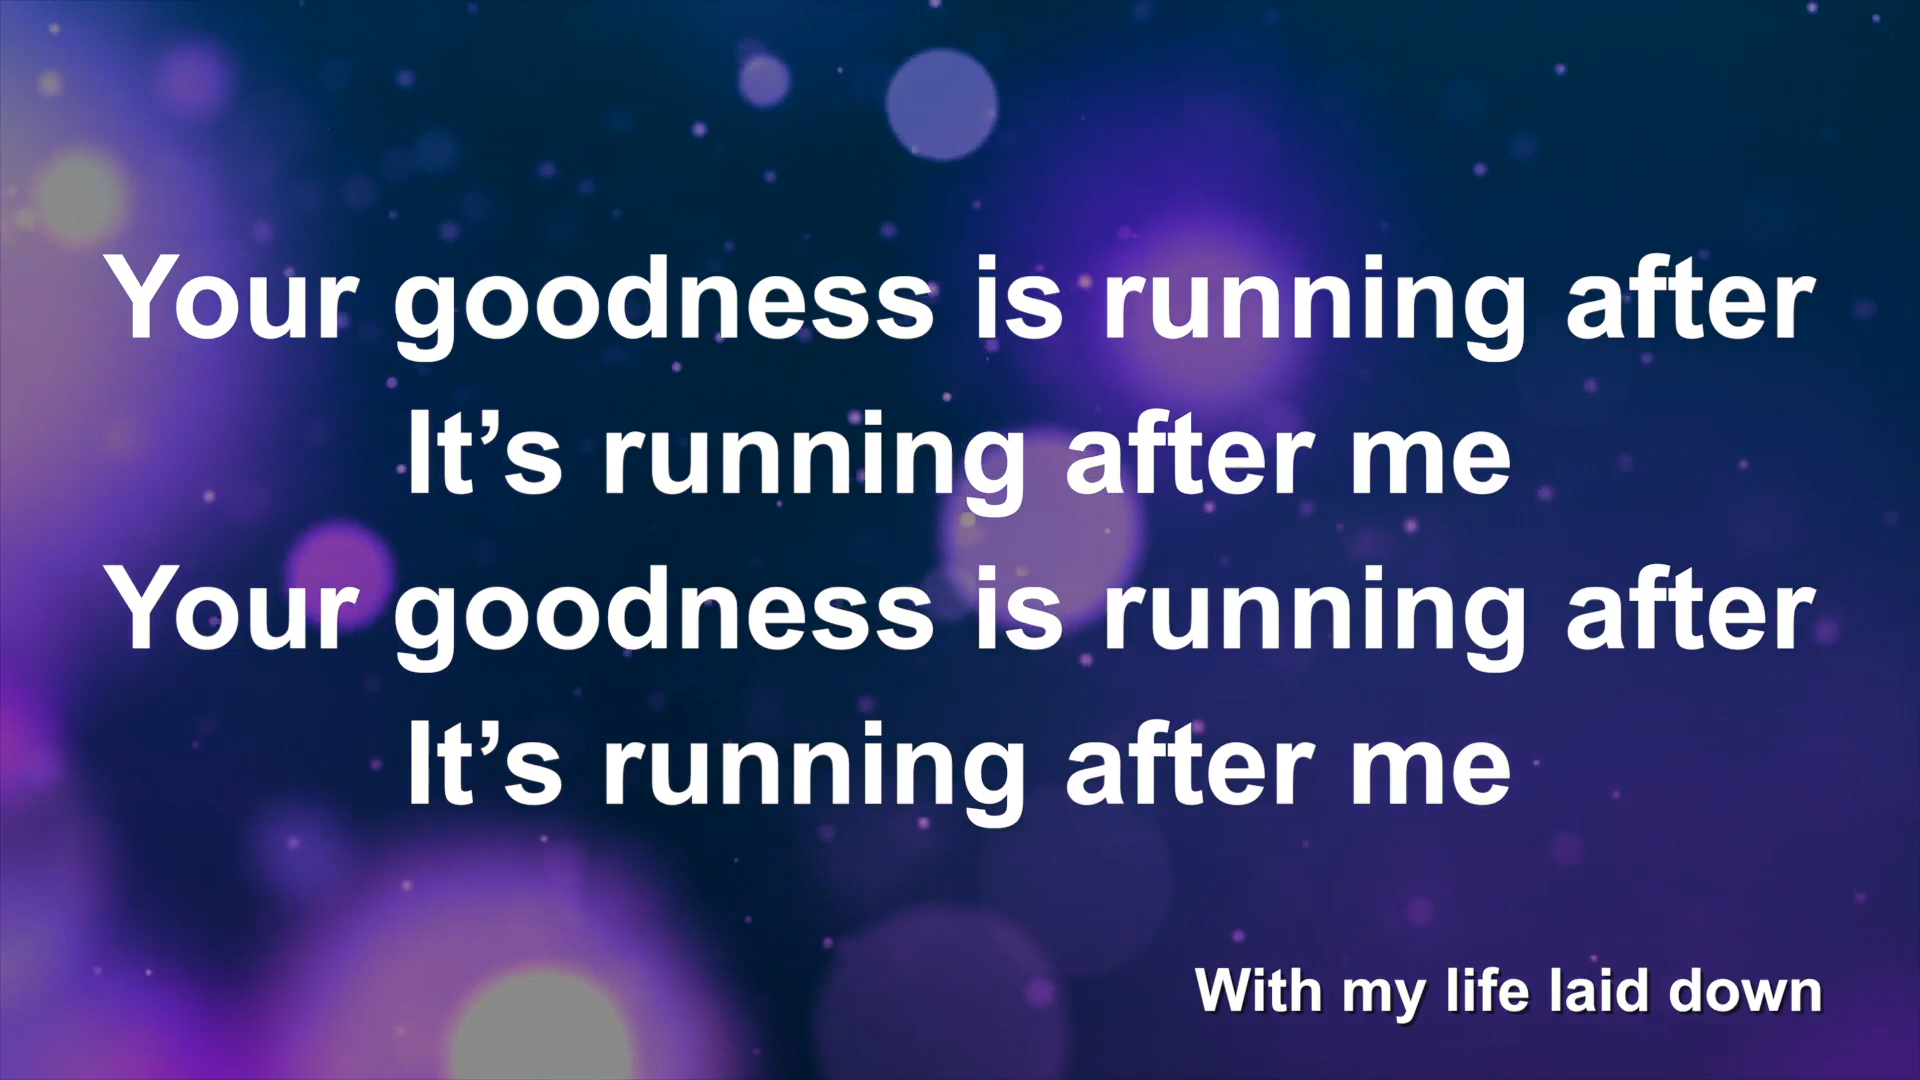 Your goodness is running after
It’s running after me
Your goodness is running after
It’s running after me
With my life laid down